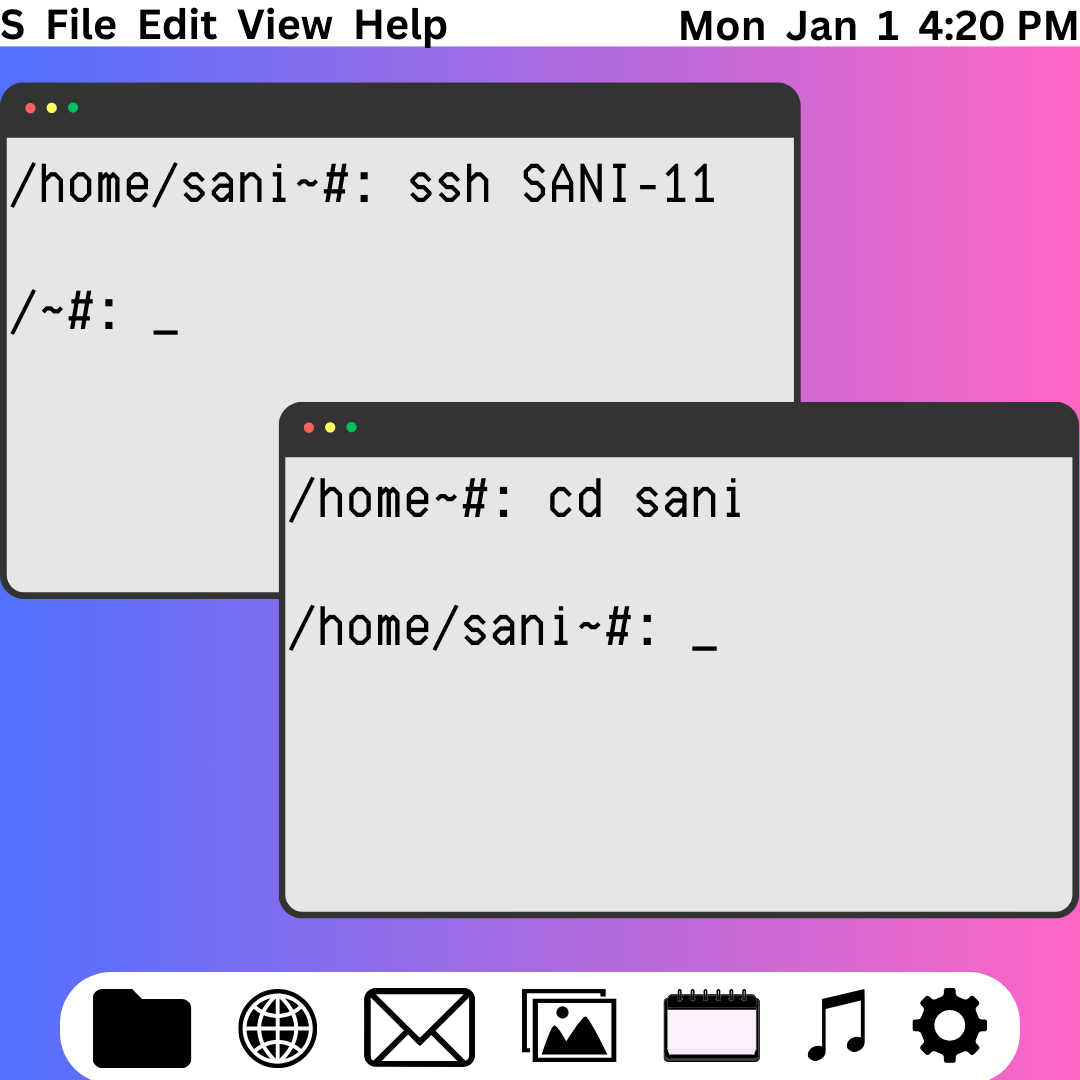 S File Edit View Help Mon Jan 1 4:20 PM
/home/sani~#: ssh SANI-11
/~#: _
/home~#: cd sani
/home/sani~#: _